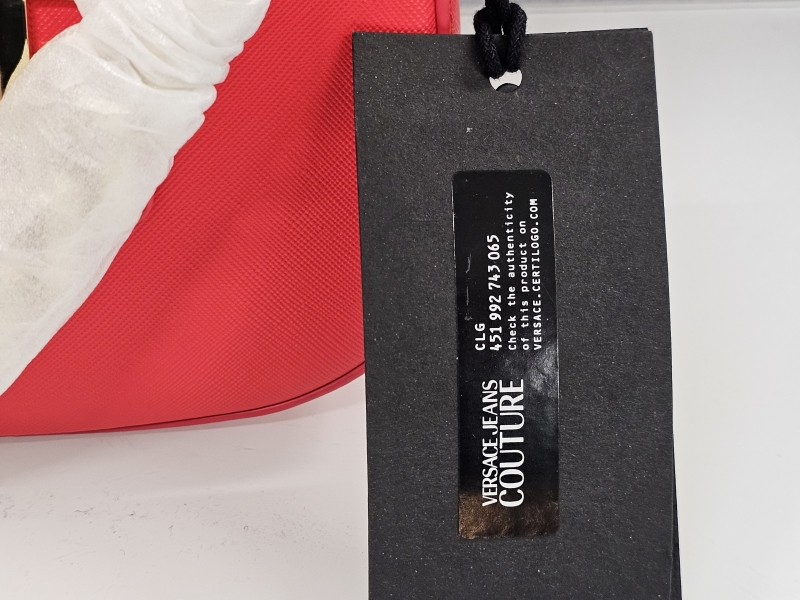 CLG
451 992 743 065
Check the authenticity
of this product on
VERSACE.CERTILOGO.COM
VERSACE JEANS
COUTURE